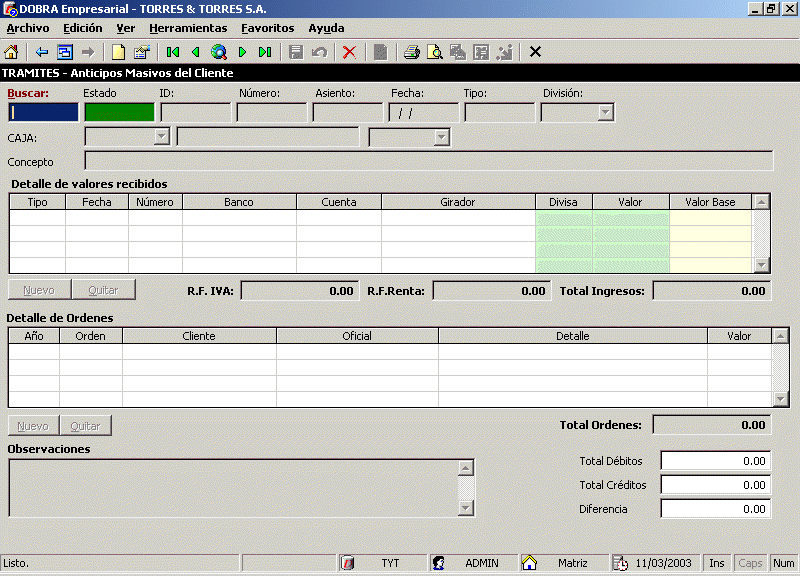 DOBRA Empresarial - TORRES & TORRES S.A.
Archivo Edición Ver Herramientas Favoritos Ayuda
TRAMITES - Anticipos Masivos del Cliente
Buscar: Estado ID: Número: Asiento: Fecha: Tipo: División:
/ /
CAJA:
Concepto
Detalle de valores recibidos
Tipo Fecha Número Banco Cuenta Girador Divisa Valor Valor Base
Nuevo Quitar R.F. IVA: 0.00 R.F.Renta: 0.00 Total Ingresos: 0.00
Detalle de Ordenes
Año Orden Cliente Oficial Detalle Valor
Nuevo Quitar Total Ordenes: 0.00
Observaciones
Total Débitos 0.00
Total Créditos 0.00
Diferencia 0.00
Listo. TYT ADMIN Matriz 11/03/2003 Ins Caps Num